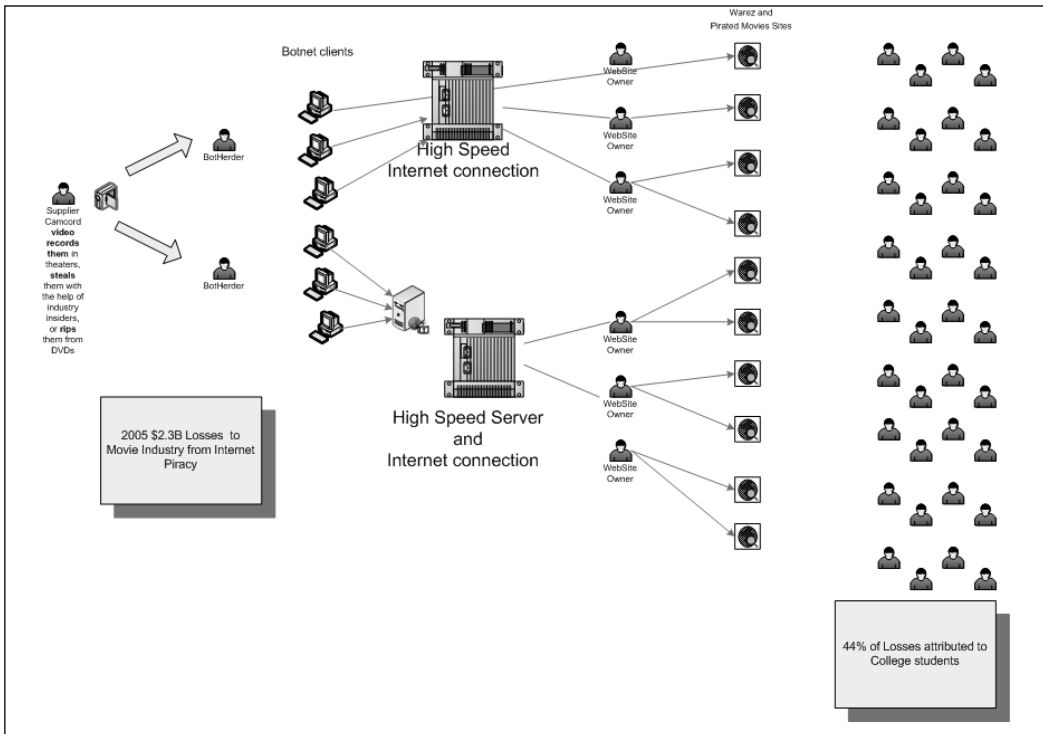 Warez and
Pirated Movies Sites
Botnet clients
WebSite
Owner
BotHerder
High Speed
Internet connection
WebSite
Owner
Supplier
Camcord
video
records
them in
theaters,
steals
them with
the help of
industry
insiders,
or rips
them from
DVDs
WebSite
Owner
BotHerder
WebSite
Owner
WebSite
Owner
2005 $2.3B Losses to
Movie Industry from Internet
Piracy
High Speed Server
and
Internet connection
WebSite
Owner
44% of Losses attributed to
College students